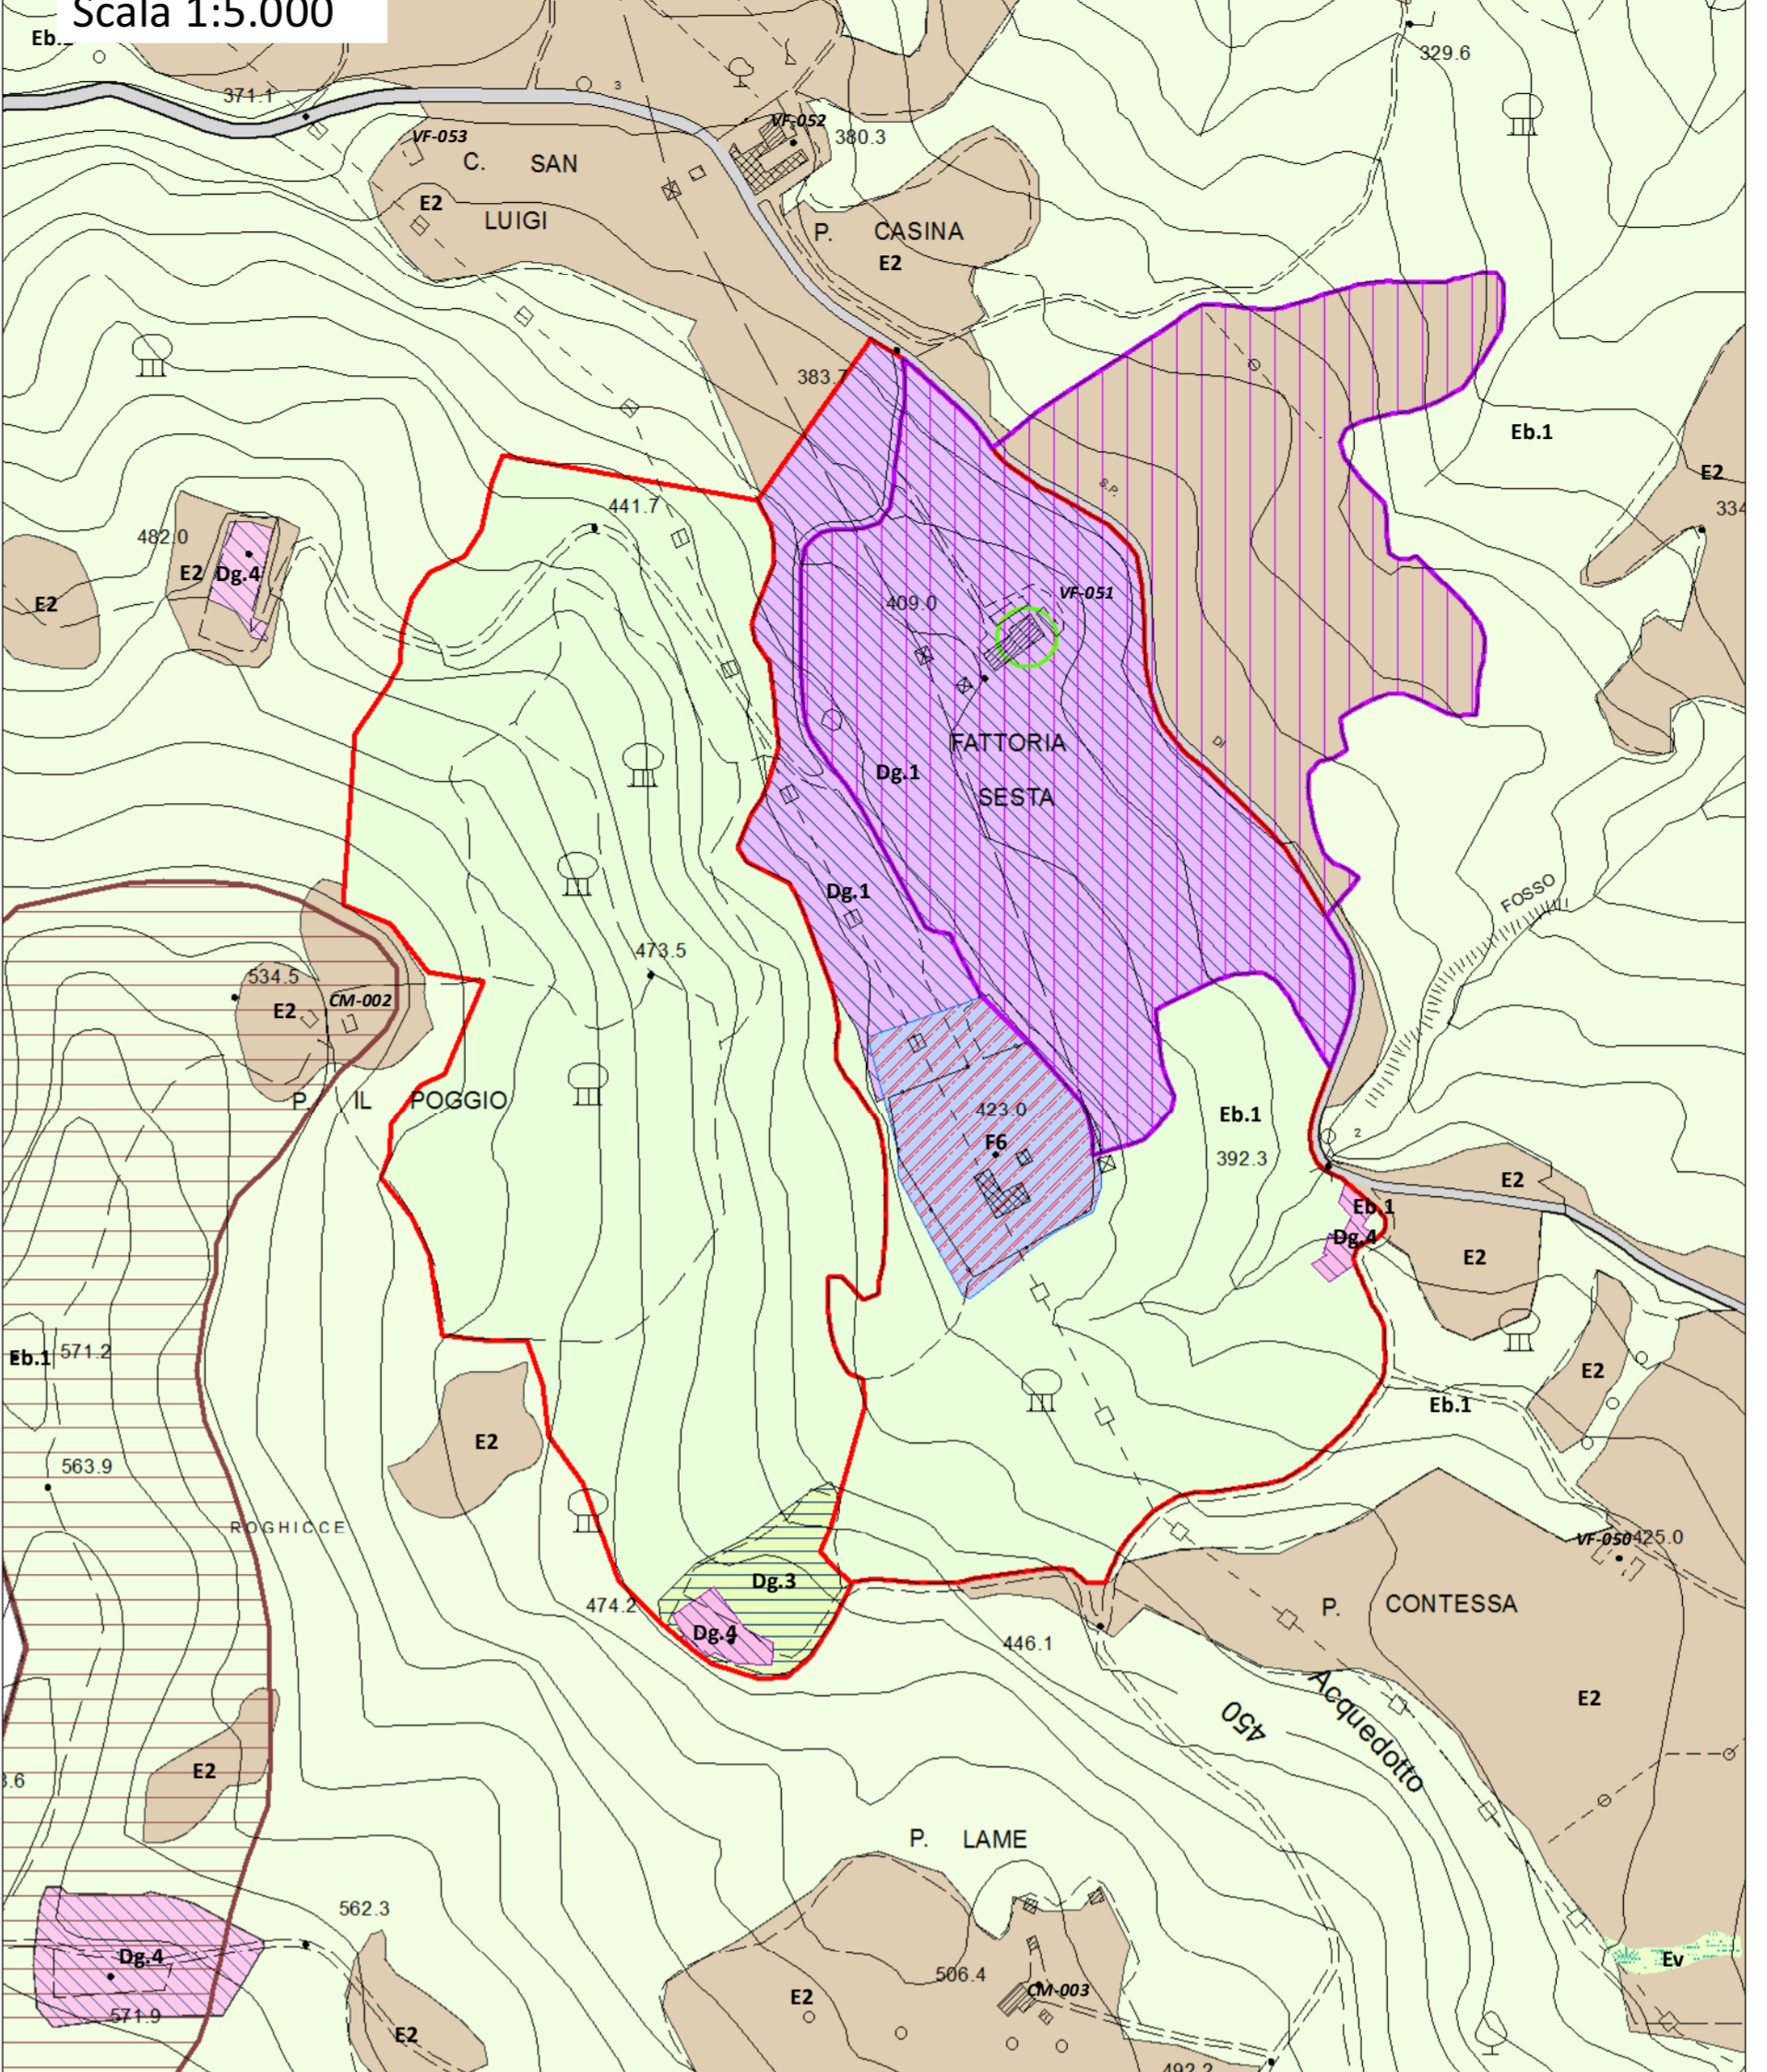 Scala 1:5.000
329.6
371.1
3
VF-052
380.3
VF-053
C. SAN
LUIGI
E2
P. CASINA
E2
383.7
Eb.1
E2
334
441.7
482.0
E2
Dg.4
E2
S.P.
VF-051
409.0
DI
FATTORIA
SESTA
Dg.1
Dg.1
FOSSO
473.5
534.5
E2
CM-002
P. IL POGGIO
423.0
F6
Eb.1
392.3
2
E2
Eb.1
Dg.4
E2
Eb.1
571.2
E2
Eb.1
E2
563.9
ROGHICCE
VF-050
425.0
Dg.3
474.2
Dg.4
P. CONTESSA
446.1
E2
450
Acquedotto
E2
P. LAME
562.3
Dg.4
571.9
E2
506.4
CM-003
E2
Ev
492.2